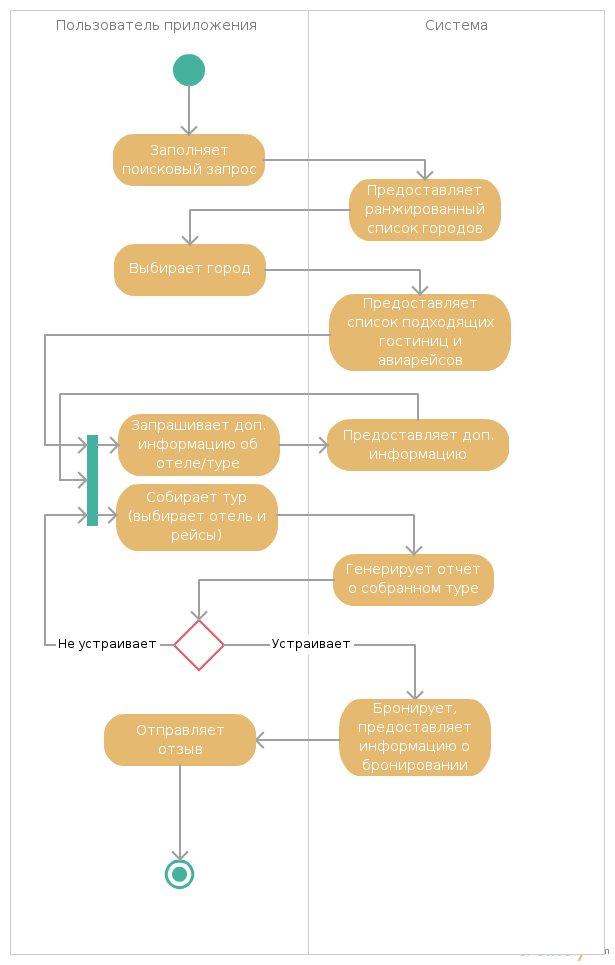 Пользователь приложения
Система
Заполняет
поисковый запрос
Предоставляет
ранжированный
список городов
Выбирает город
Предоставляет
список подходящих
гостиниц и
авиарейсов
Запрашивает доп.
информацию об
отеле/туре
Предоставляет доп.
информацию
Собирает тур
(выбирает отель и
рейсы)
Генерирует отчёт
о собранном туре
Не устраивает
Устраивает
Бронирует,
предоставляет
информацию о
бронировании
Отправляет
отзыв